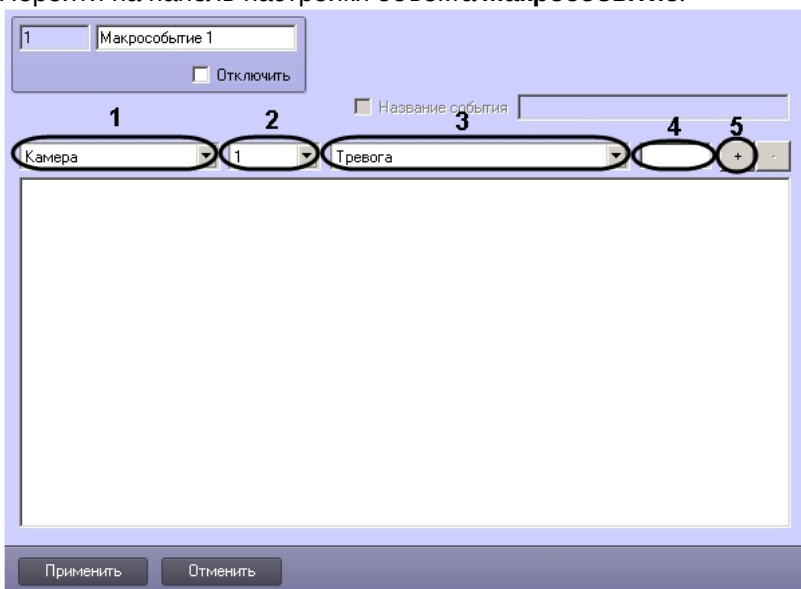 Перейти на панель настройки объекта Макрособытие.
1 Макрособытие 1
Отключить
Название события
1 2 3 4 5
Камера 1 Тревога + -
Применить Отменить